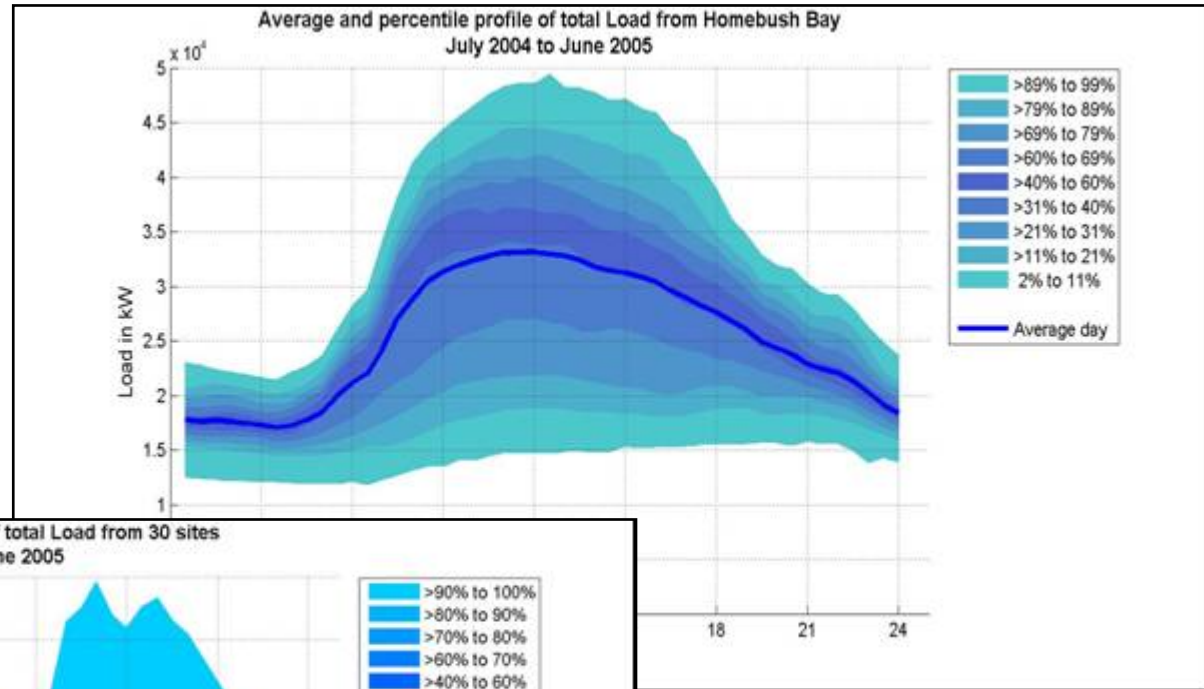 Average and percentile profile of total Load from Homebush Bay
July 2004 to June 2005
x 10⁴
5
4.5
4
3.5
3
2.5
2
1.5
1
Load in kW
18
21
24
>89% to 99%
>79% to 89%
>69% to 79%
>60% to 69%
>40% to 60%
>31% to 40%
>21% to 31%
>11% to 21%
2% to 11%
Average day
total Load from 30 sites
2005
>90% to 100%
>80% to 90%
>70% to 80%
>60% to 70%
>40% to 60%